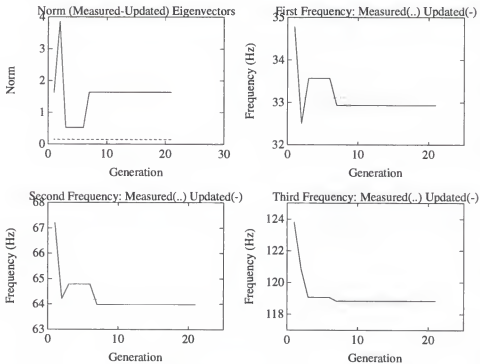 Norm (Measured-Updated) Eigenvectors
4
3
2
1
0
Norm
0 10 20 30
Generation
First Frequency: Measured(..) Updated(-)
35
34
33
32
Frequency (Hz)
0 10 20
Generation
Second Frequency: Measured(..) Updated(-)
68
67
66
65
64
63
Frequency (Hz)
0 10 20
Generation
Third Frequency: Measured(..) Updated(-)
124
122
120
118
Frequency (Hz)
0 10 20
Generation